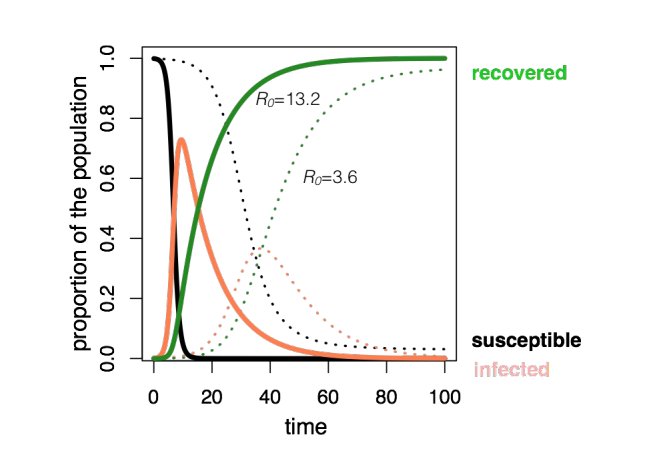 proportion of the population
1.0
0.8
0.6
0.4
0.2
0.0
R0=13.2
R0=3.6
recovered
susceptible
infected
0 20 40 60 80 100
time